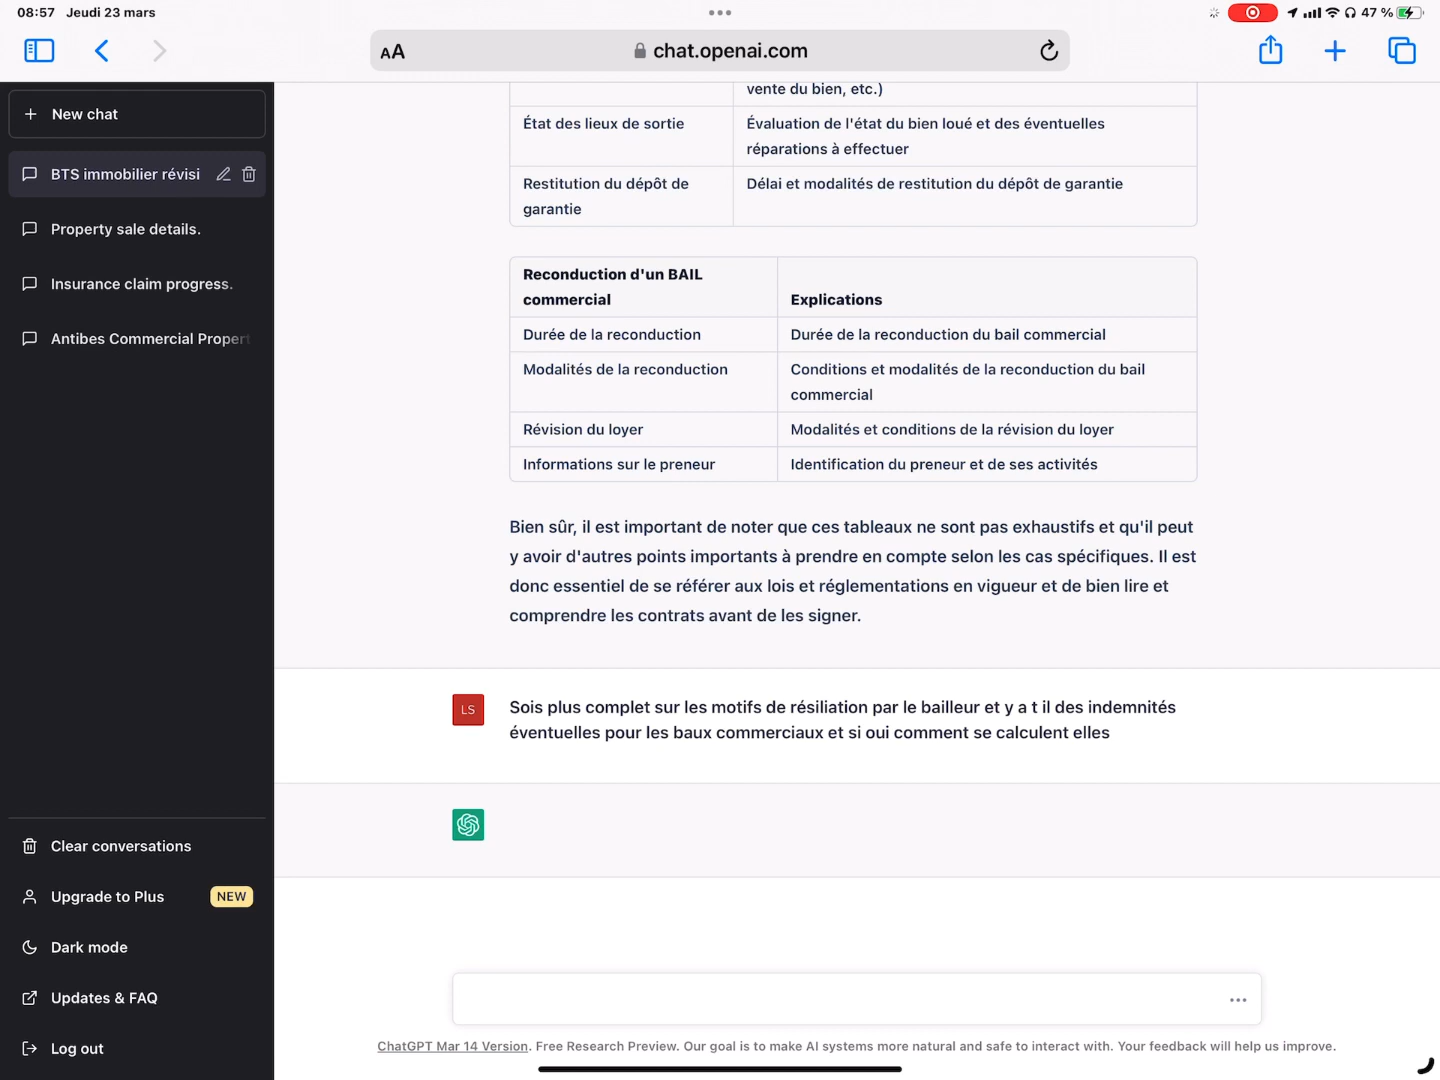 08:57 Jeudi 23 mars
47 %
AA
chat.openai.com
New chat
BTS immobilier révisi
Property sale details.
Insurance claim progress.
Antibes Commercial Propert
Clear conversations
Upgrade to Plus NEW
Dark mode
Updates & FAQ
Log out
vente du bien, etc.)
État des lieux de sortie
Évaluation de l'état du bien loué et des éventuelles
réparations à effectuer
Restitution du dépôt de
garantie
Délai et modalités de restitution du dépôt de garantie
Reconduction d'un BAIL
commercial
Explications
Durée de la reconduction
Durée de la reconduction du bail commercial
Modalités de la reconduction
Conditions et modalités de la reconduction du bail
commercial
Révision du loyer
Modalités et conditions de la révision du loyer
Informations sur le preneur
Identification du preneur et de ses activités
Bien sûr, il est important de noter que ces tableaux ne sont pas exhaustifs et qu'il peut
y avoir d'autres points importants à prendre en compte selon les cas spécifiques. Il est
donc essentiel de se référer aux lois et réglementations en vigueur et de bien lire et
comprendre les contrats avant de les signer.
LS
Sois plus complet sur les motifs de résiliation par le bailleur et y a t il des indemnités
éventuelles pour les baux commerciaux et si oui comment se calculent elles
ChatGPT Mar 14 Version. Free Research Preview. Our goal is to make AI systems more natural and safe to interact with. Your feedback will help us improve.